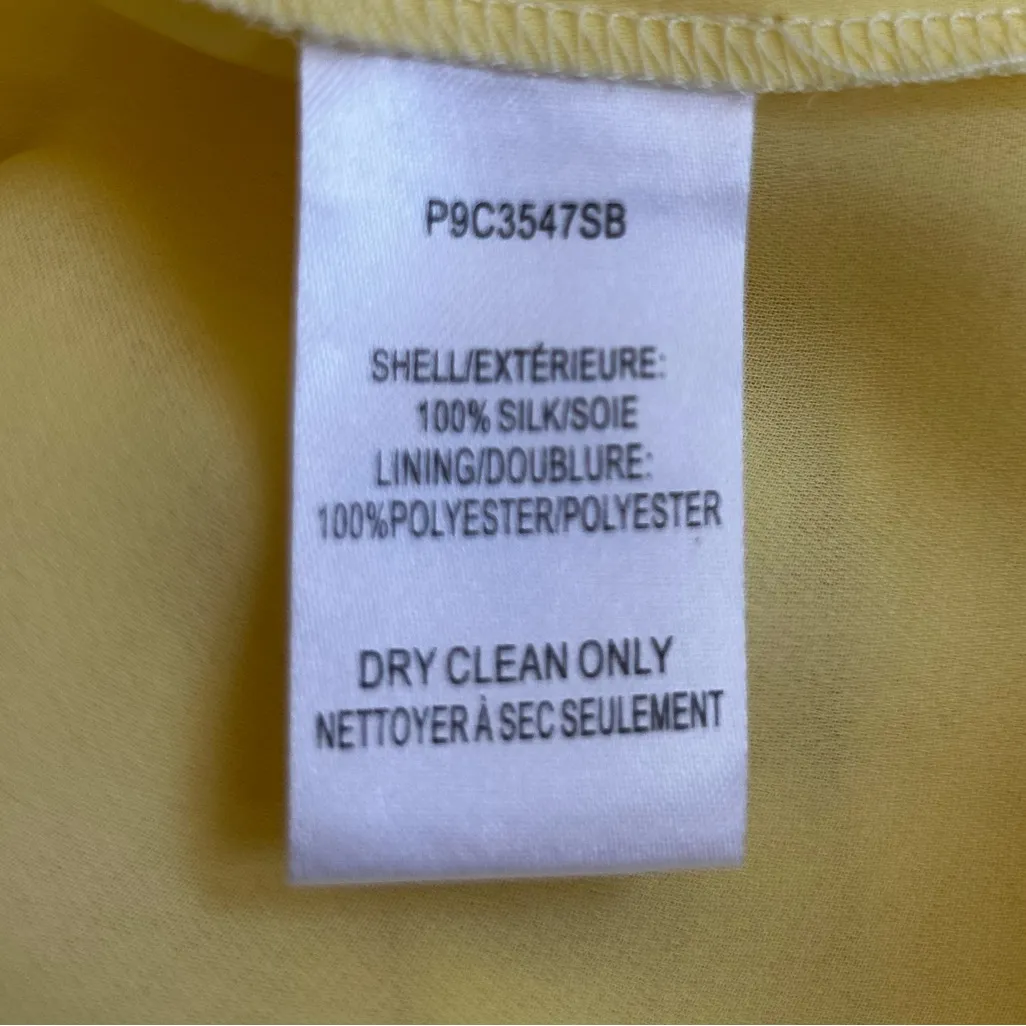 P9C3547SB
SHELL/EXTÉRIEURE:
100% SILK/SOIE
LINING/DOUBLURE:
100%POLYESTER/POLYESTER
DRY CLEAN ONLY
NETTOYER À SEC SEULEMENT